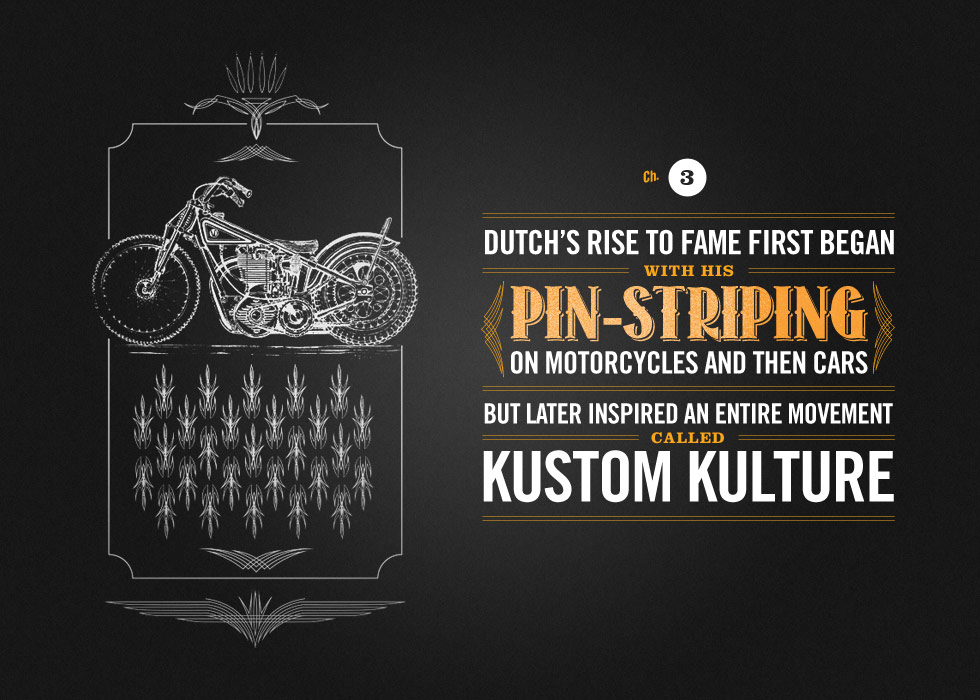 Ch. 3
DUTCH'S RISE TO FAME FIRST BEGAN
WITH HIS
PIN-STRIPING
ON MOTORCYCLES AND THEN CARS
BUT LATER INSPIRED AN ENTIRE MOVEMENT
CALLED
KUSTOM KULTURE